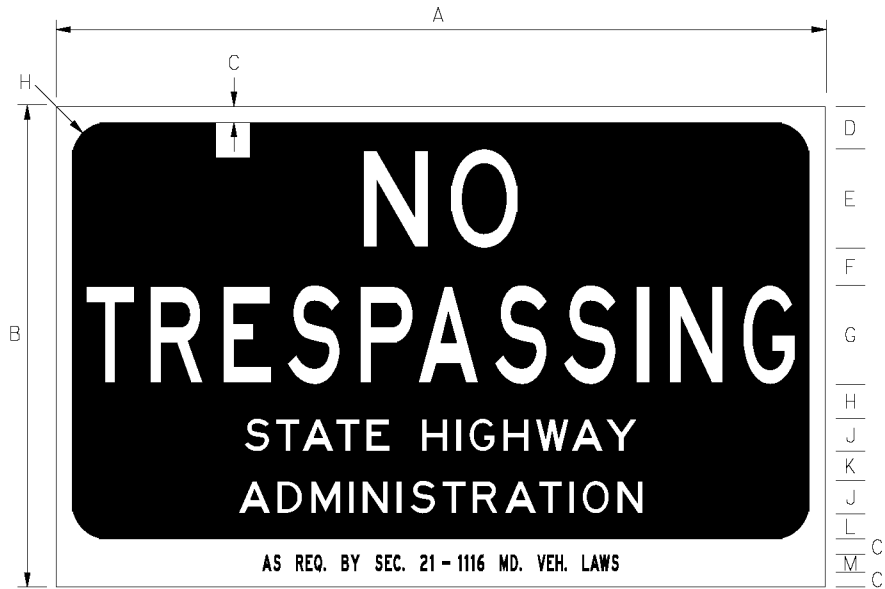 A
C
H
D
E
B
F
G
H
J
K
J
L
C
M
C
NO
TRESPASSING
STATE HIGHWAY
ADMINISTRATION
AS REQ. BY SEC. 21-1116 MD. VEH. LAWS